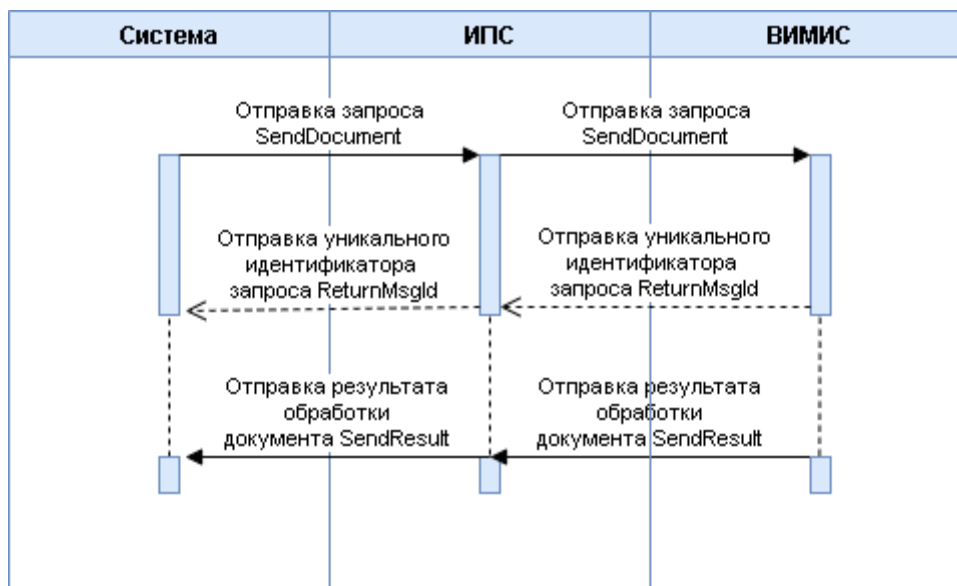 Система
ИПС
ВИМИС
Отправка запроса
SendDocument
Отправка запроса
SendDocument
Отправка уникального
идентификатора
запроса ReturnMsgId
Отправка уникального
идентификатора
запроса ReturnMsgId
Отправка результата
обработки
документа SendResult
Отправка результата
обработки
документа SendResult